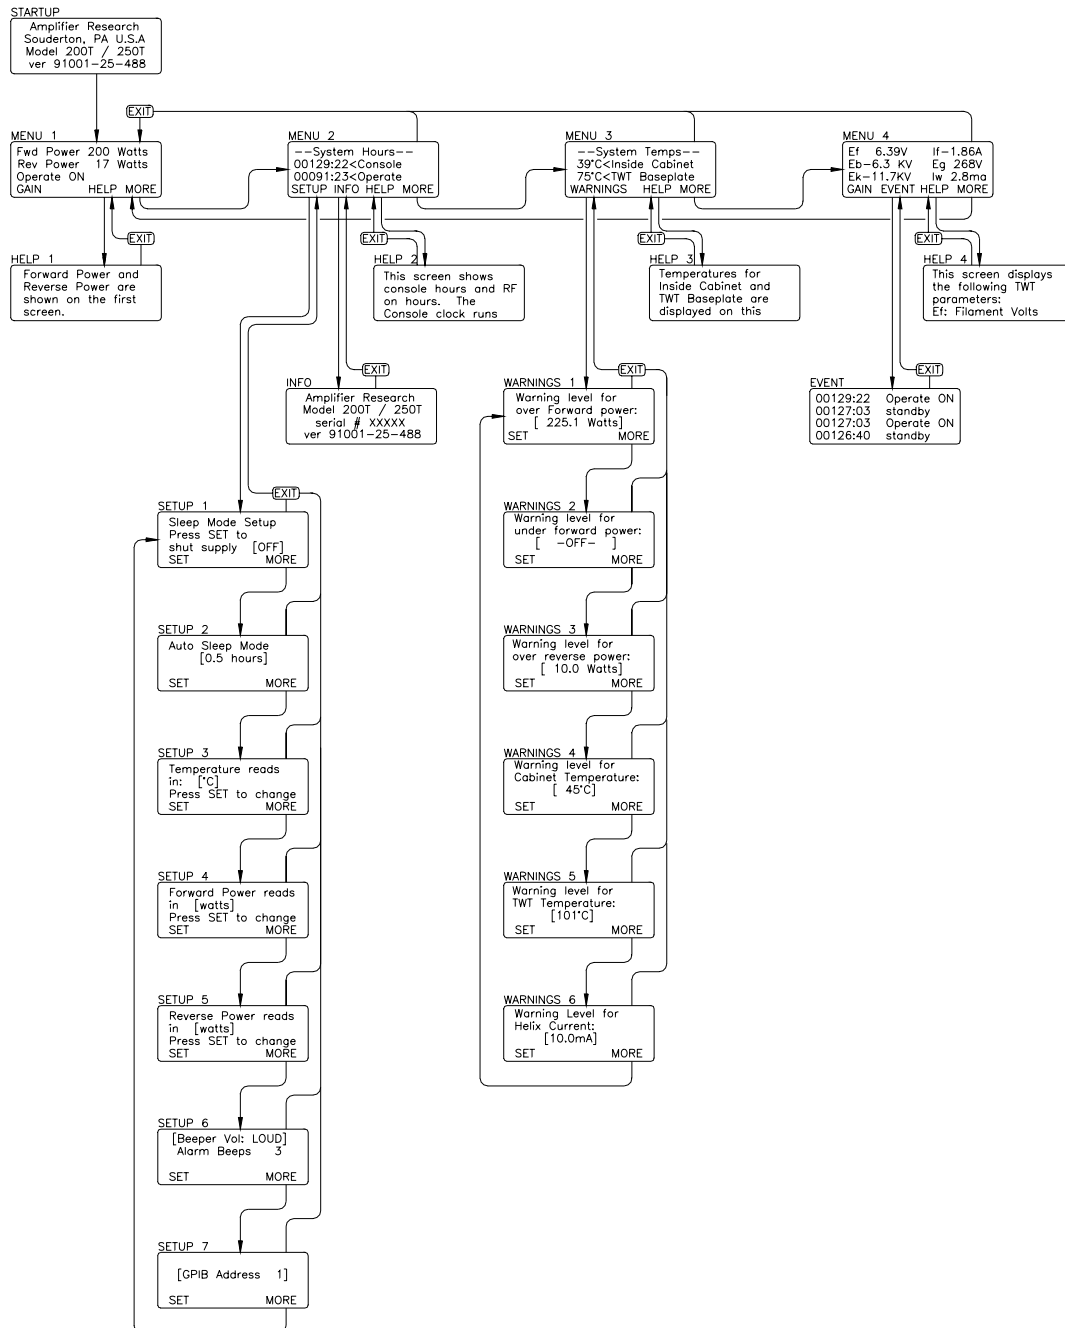 STARTUP
Amplifier Research
Souderton, PA U.S.A
Model 200T / 250T
ver 91001-25-488
EXIT
MENU 1
Fwd Power 200 Watts
Rev Power 17 Watts
Operate ON
GAIN HELP MORE
MENU 2
--System Hours--
00129:22<Console
00091:23<Operate
SETUP INFO HELP MORE
MENU 3
--System Temps--
39°C<Inside Cabinet
75°C<TWT Baseplate
WARNINGS HELP MORE
MENU 4
Ef 6.39V If-1.86A
Eb-6.3 KV Eg 268V
Ek-11.7KV Iw 2.8ma
GAIN EVENT HELP MORE
EXIT
EXIT
EXIT
EXIT
HELP 1
Forward Power and
Reverse Power are
shown on the first
screen.
HELP 2
This screen shows
console hours and RF
on hours. The
Console clock runs
HELP 3
Temperatures for
Inside Cabinet and
TWT Baseplate are
displayed on this
HELP 4
This screen displays
the following TWT
parameters:
Ef: Filament Volts
EXIT
EXIT
EXIT
INFO
Amplifier Research
Model 200T / 250T
serial # XXXXX
ver 91001-25-488
WARNINGS 1
Warning level for
over Forward power:
[ 225.1 Watts]
SET MORE
EVENT
00129:22 Operate ON
00127:03 standby
00127:03 Operate ON
00126:40 standby
EXIT
SETUP 1
Sleep Mode Setup
Press SET to
shut supply [OFF]
SET MORE
WARNINGS 2
Warning level for
under forward power:
[ -OFF- ]
SET MORE
SETUP 2
Auto Sleep Mode
[0.5 hours]
SET MORE
WARNINGS 3
Warning level for
over reverse power:
[ 10.0 Watts]
SET MORE
SETUP 3
Temperature reads
in: [°C]
Press SET to change
SET MORE
WARNINGS 4
Warning level for
Cabinet Temperature:
[ 45°C]
SET MORE
SETUP 4
Forward Power reads
in [watts]
Press SET to change
SET MORE
WARNINGS 5
Warning level for
TWT Temperature:
[101°C]
SET MORE
SETUP 5
Reverse Power reads
in [watts]
Press SET to change
SET MORE
WARNINGS 6
Warning Level for
Helix Current:
[10.0mA]
SET MORE
SETUP 6
[Beeper Vol: LOUD]
Alarm Beeps 3
SET MORE
SETUP 7
[GPIB Address 1]
SET MORE